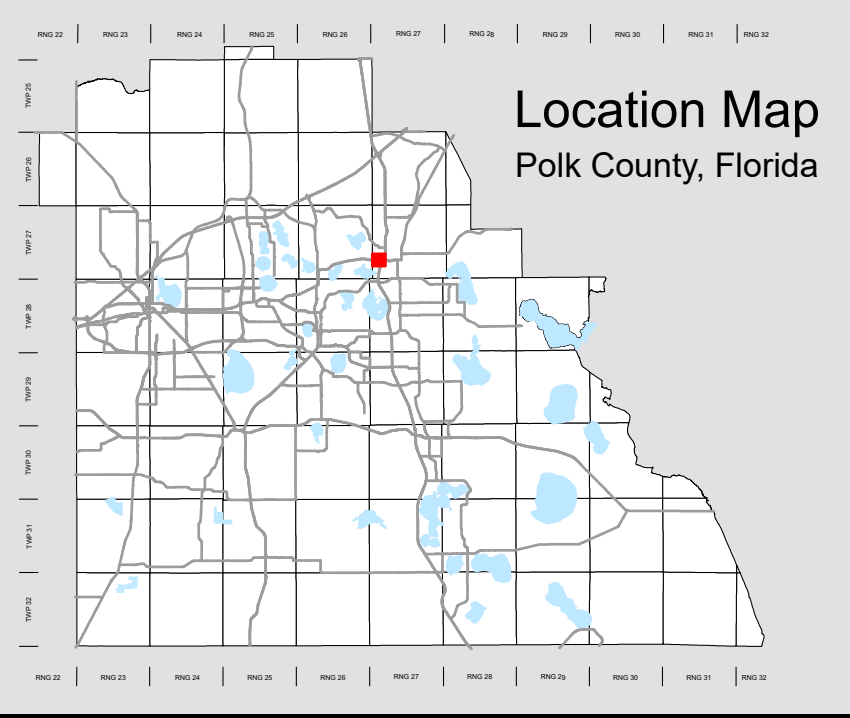 RNG 22 RNG 23 RNG 24 RNG 25 RNG 26 RNG 27 RNG 28 RNG 29 RNG 30 RNG 31 RNG 32
TWP 25
Location Map
Polk County, Florida
TWP 26
TWP 27
TWP 28
TWP 29
TWP 30
TWP 31
TWP 32
RNG 22 RNG 23 RNG 24 RNG 25 RNG 26 RNG 27 RNG 28 RNG 29 RNG 30 RNG 31 RNG 32